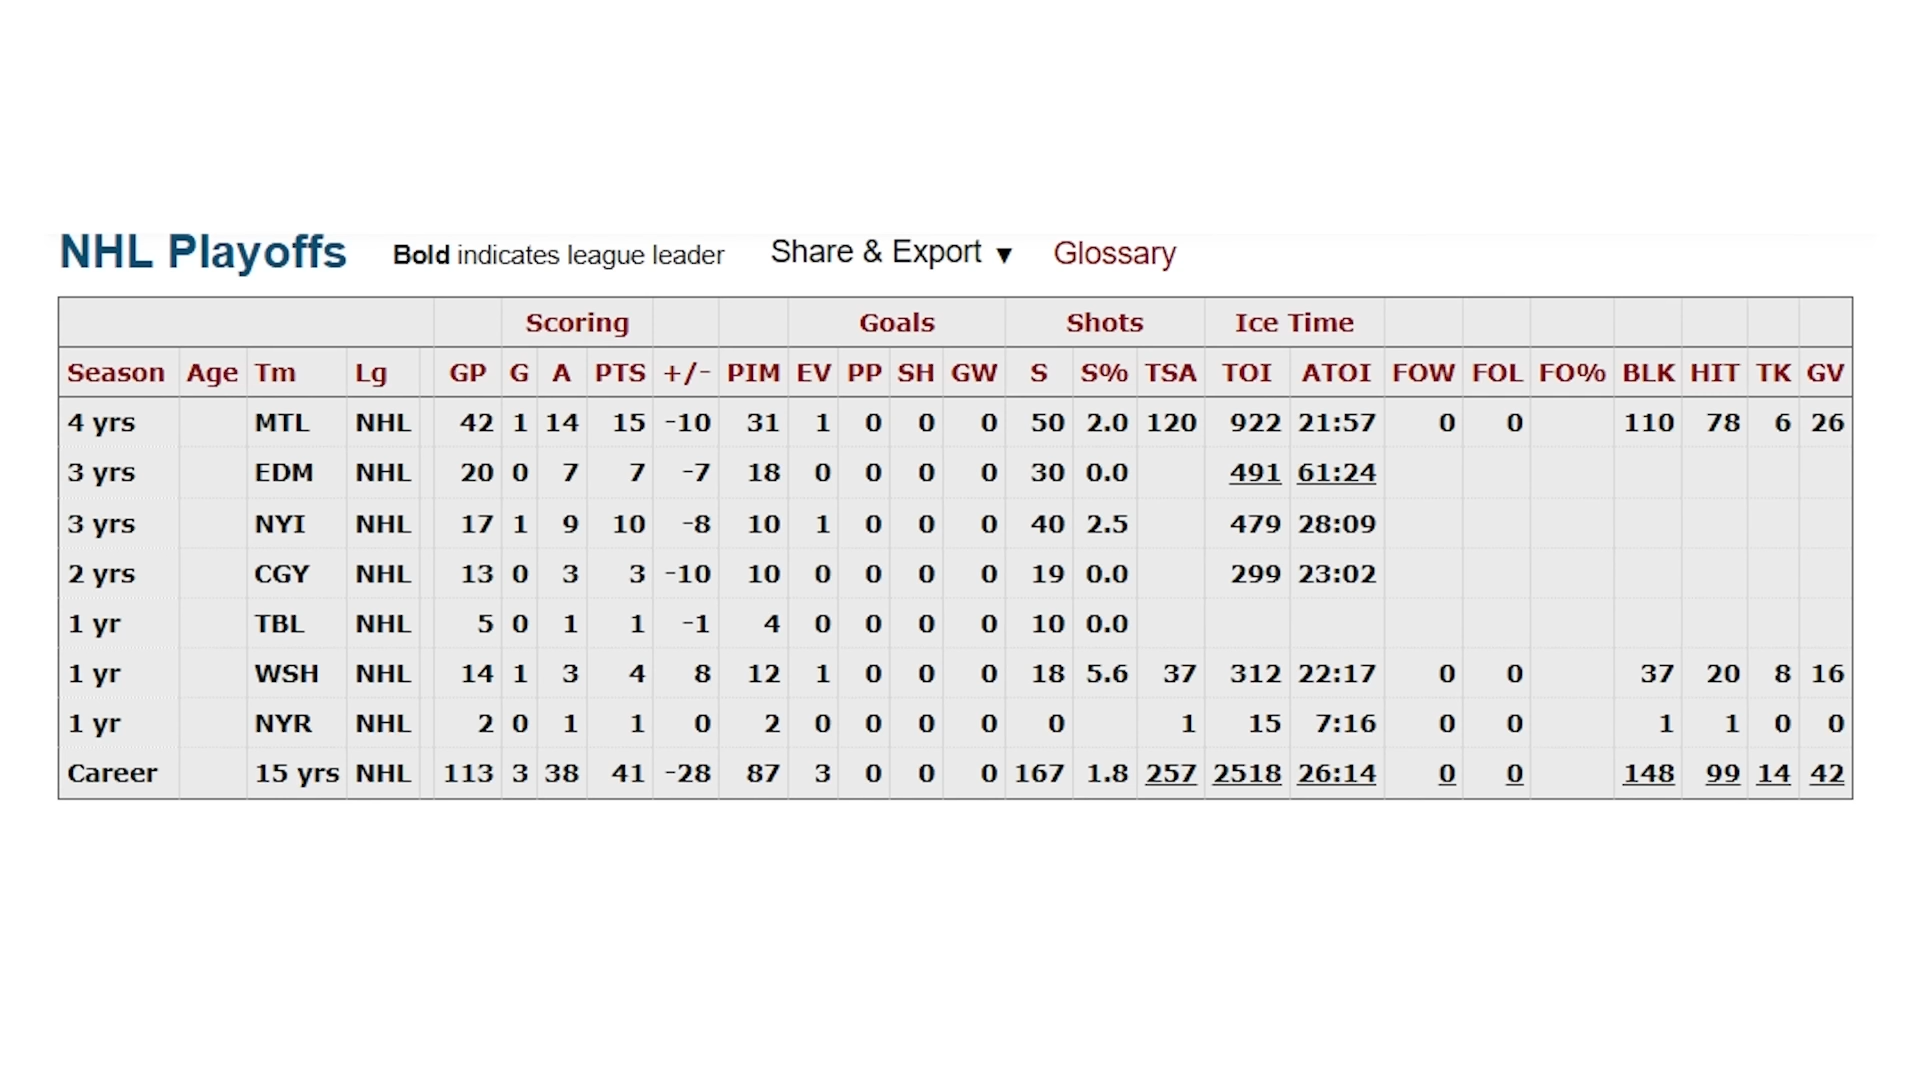 NHL Playoffs Bold indicates league leader Share & Export ▼ Glossary
Scoring Goals Shots Ice Time
Season Age Tm Lg GP G A PTS +/- PIM EV PP SH GW S S% TSA TOI ATOI FOW FOL FO% BLK HIT TK GV
4 yrs MTL NHL 42 1 14 15 -10 31 1 0 0 0 50 2.0 120 922 21:57 0 0 110 78 6 26
3 yrs EDM NHL 20 0 7 7 -7 18 0 0 0 0 30 0.0 491 61:24
3 yrs NYI NHL 17 1 9 10 -8 10 1 0 0 0 40 2.5 479 28:09
2 yrs CGY NHL 13 0 3 3 -10 10 0 0 0 0 19 0.0 299 23:02
1 yr TBL NHL 5 0 1 1 -1 4 0 0 0 0 10 0.0
1 yr WSH NHL 14 1 3 4 8 12 1 0 0 0 18 5.6 37 312 22:17 0 0 37 20 8 16
1 yr NYR NHL 2 0 1 1 0 2 0 0 0 0 0 1 15 7:16 0 0 1 1 0 0
Career 15 yrs NHL 113 3 38 41 -28 87 3 0 0 0 167 1.8 257 2518 26:14 0 0 148 99 14 42